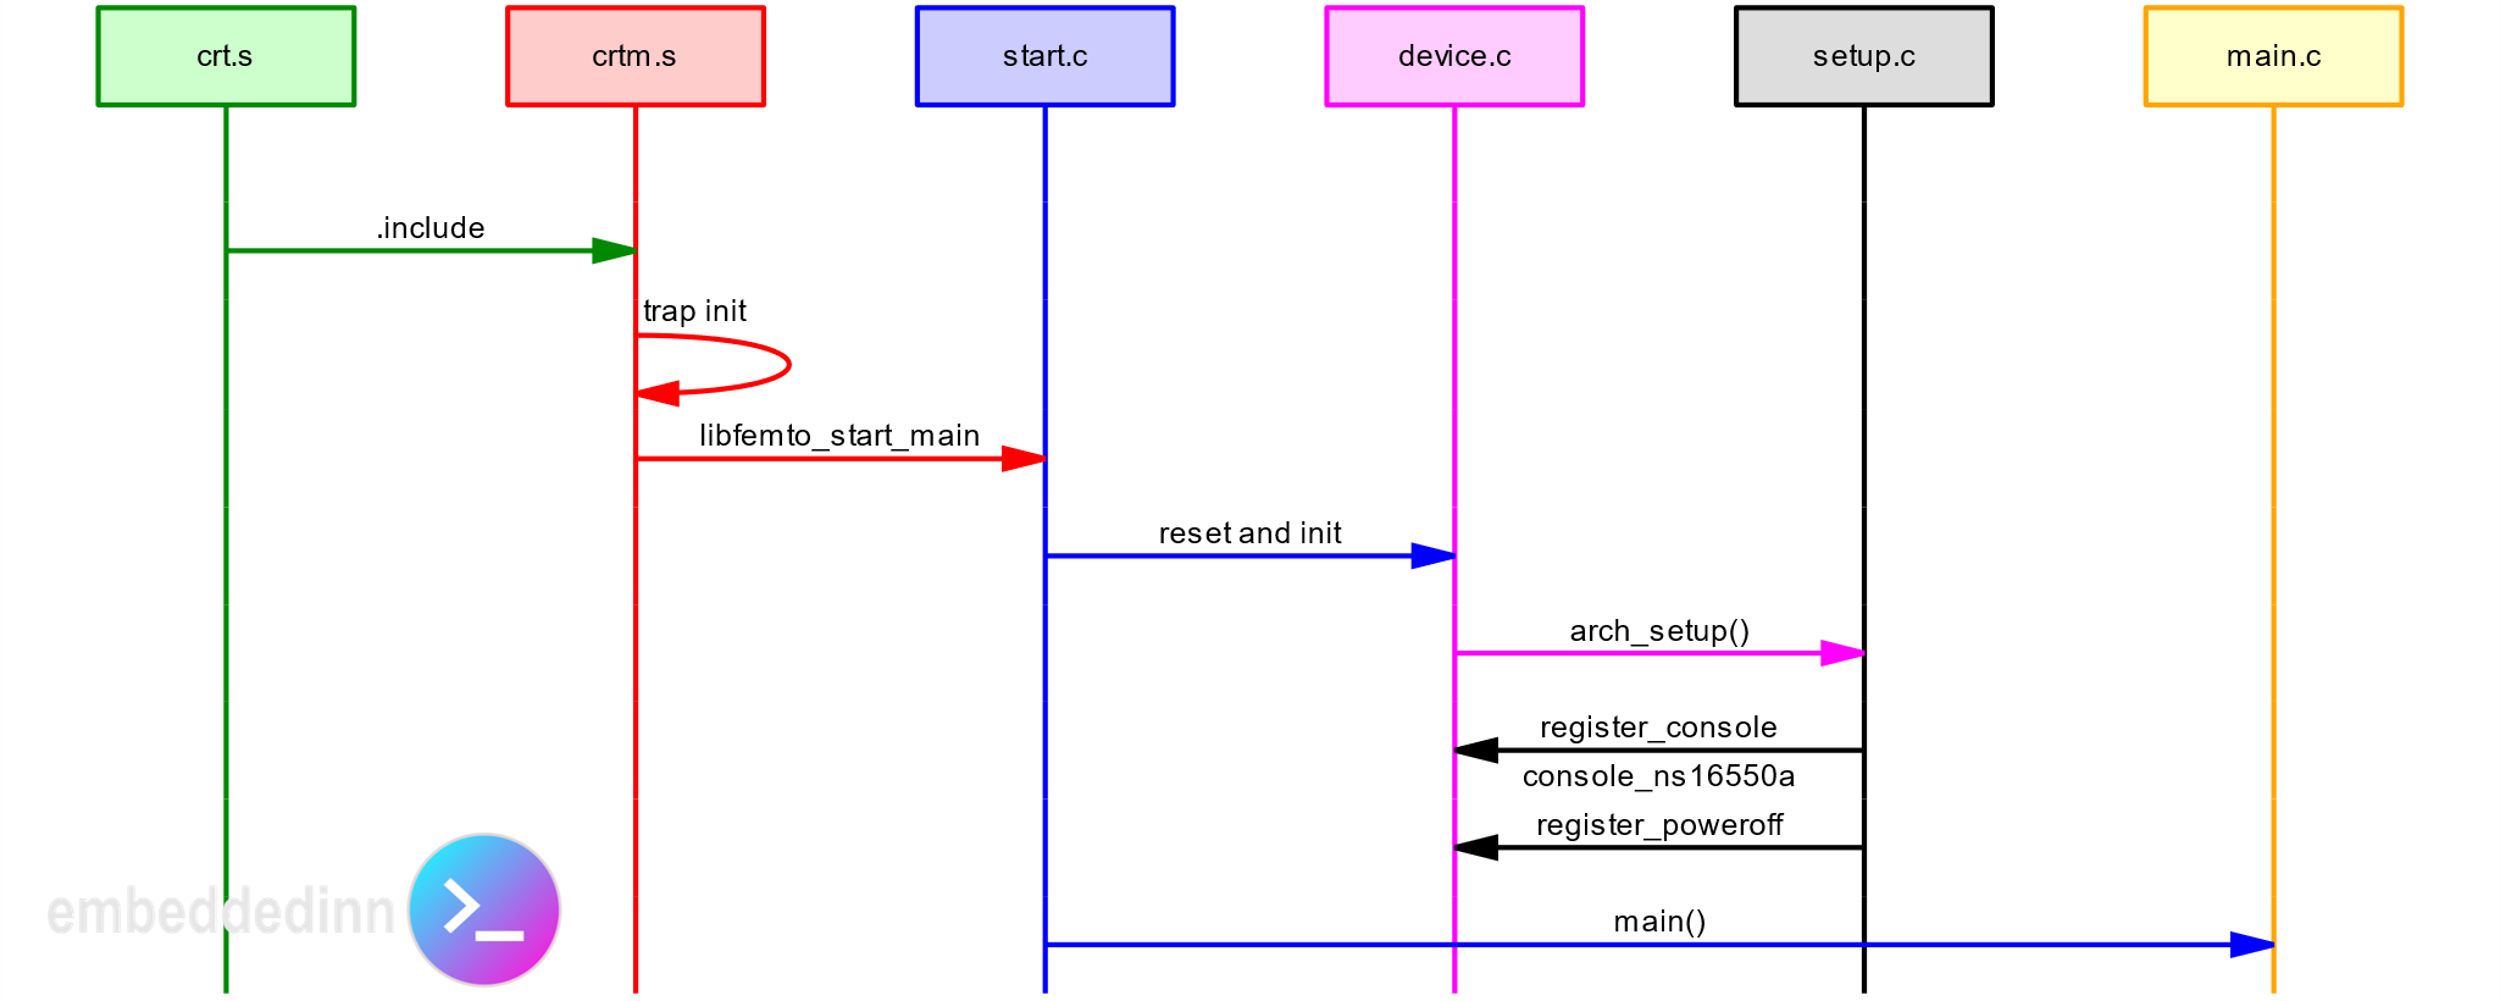 crt.s
crtm.s
start.c
device.c
setup.c
main.c
.include
trap init
libfemto_start_main
reset and init
arch_setup()
register_console
console_ns16550a
register_poweroff
main()
embeddedinn
>_